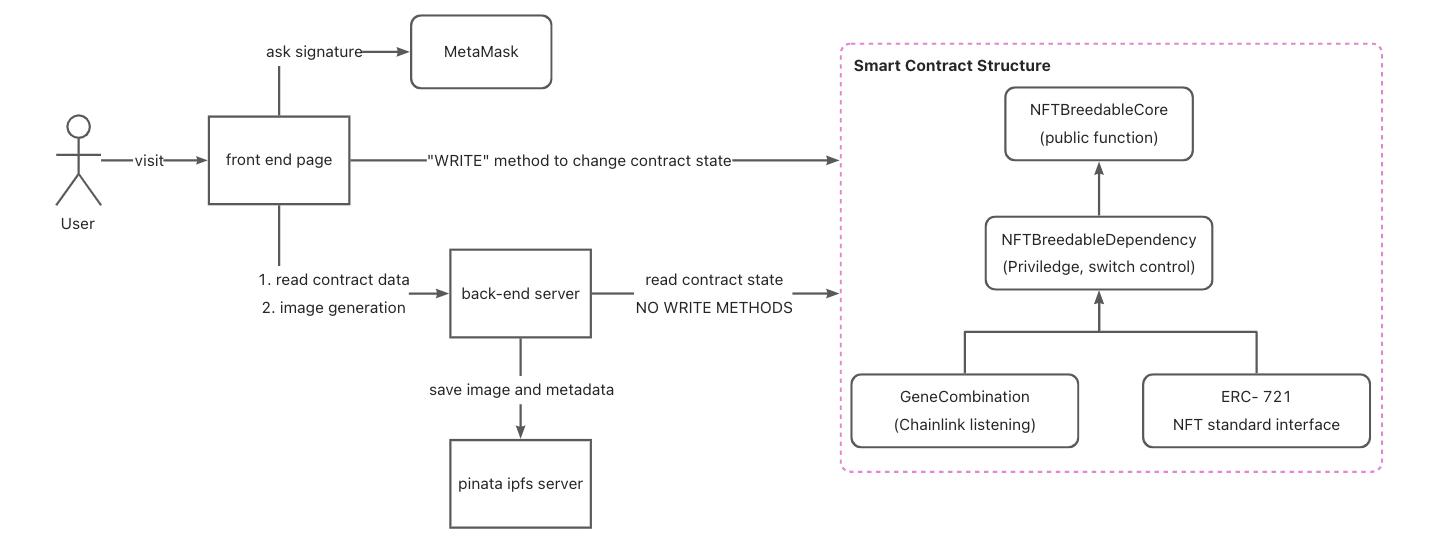 ask signature
MetaMask
Smart Contract Structure
NFTBreedableCore
(public function)
visit
front end page
"WRITE" method to change contract state
User
NFTBreedableDependency
(Priviledge, switch control)
1. read contract data
2. image generation
back-end server
read contract state
NO WRITE METHODS
save image and metadata
GeneCombination
(Chainlink listening)
ERC- 721
NFT standard interface
pinata ipfs server